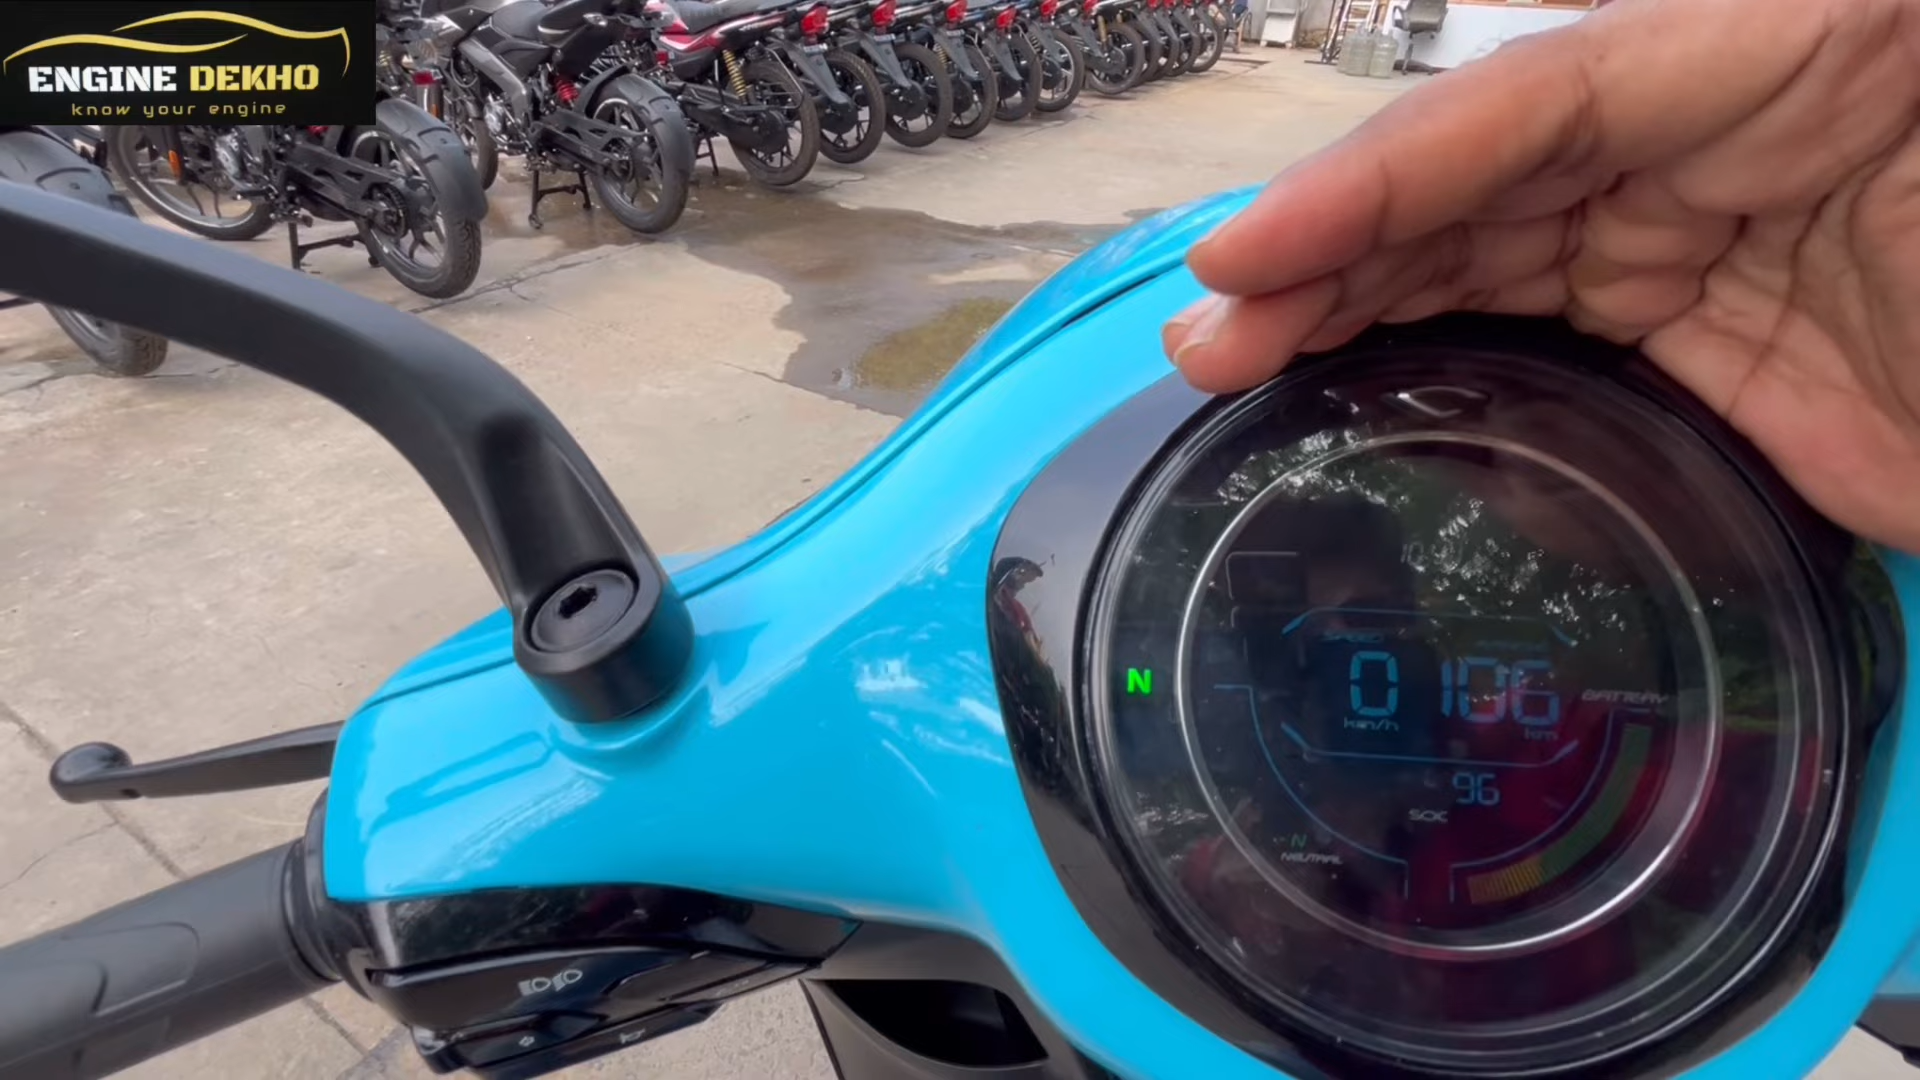 ENGINE DEKHO
know your engine
SPEED
0 106
km/h km
BATTERY
N
96
SOC
N
NEUTRAL